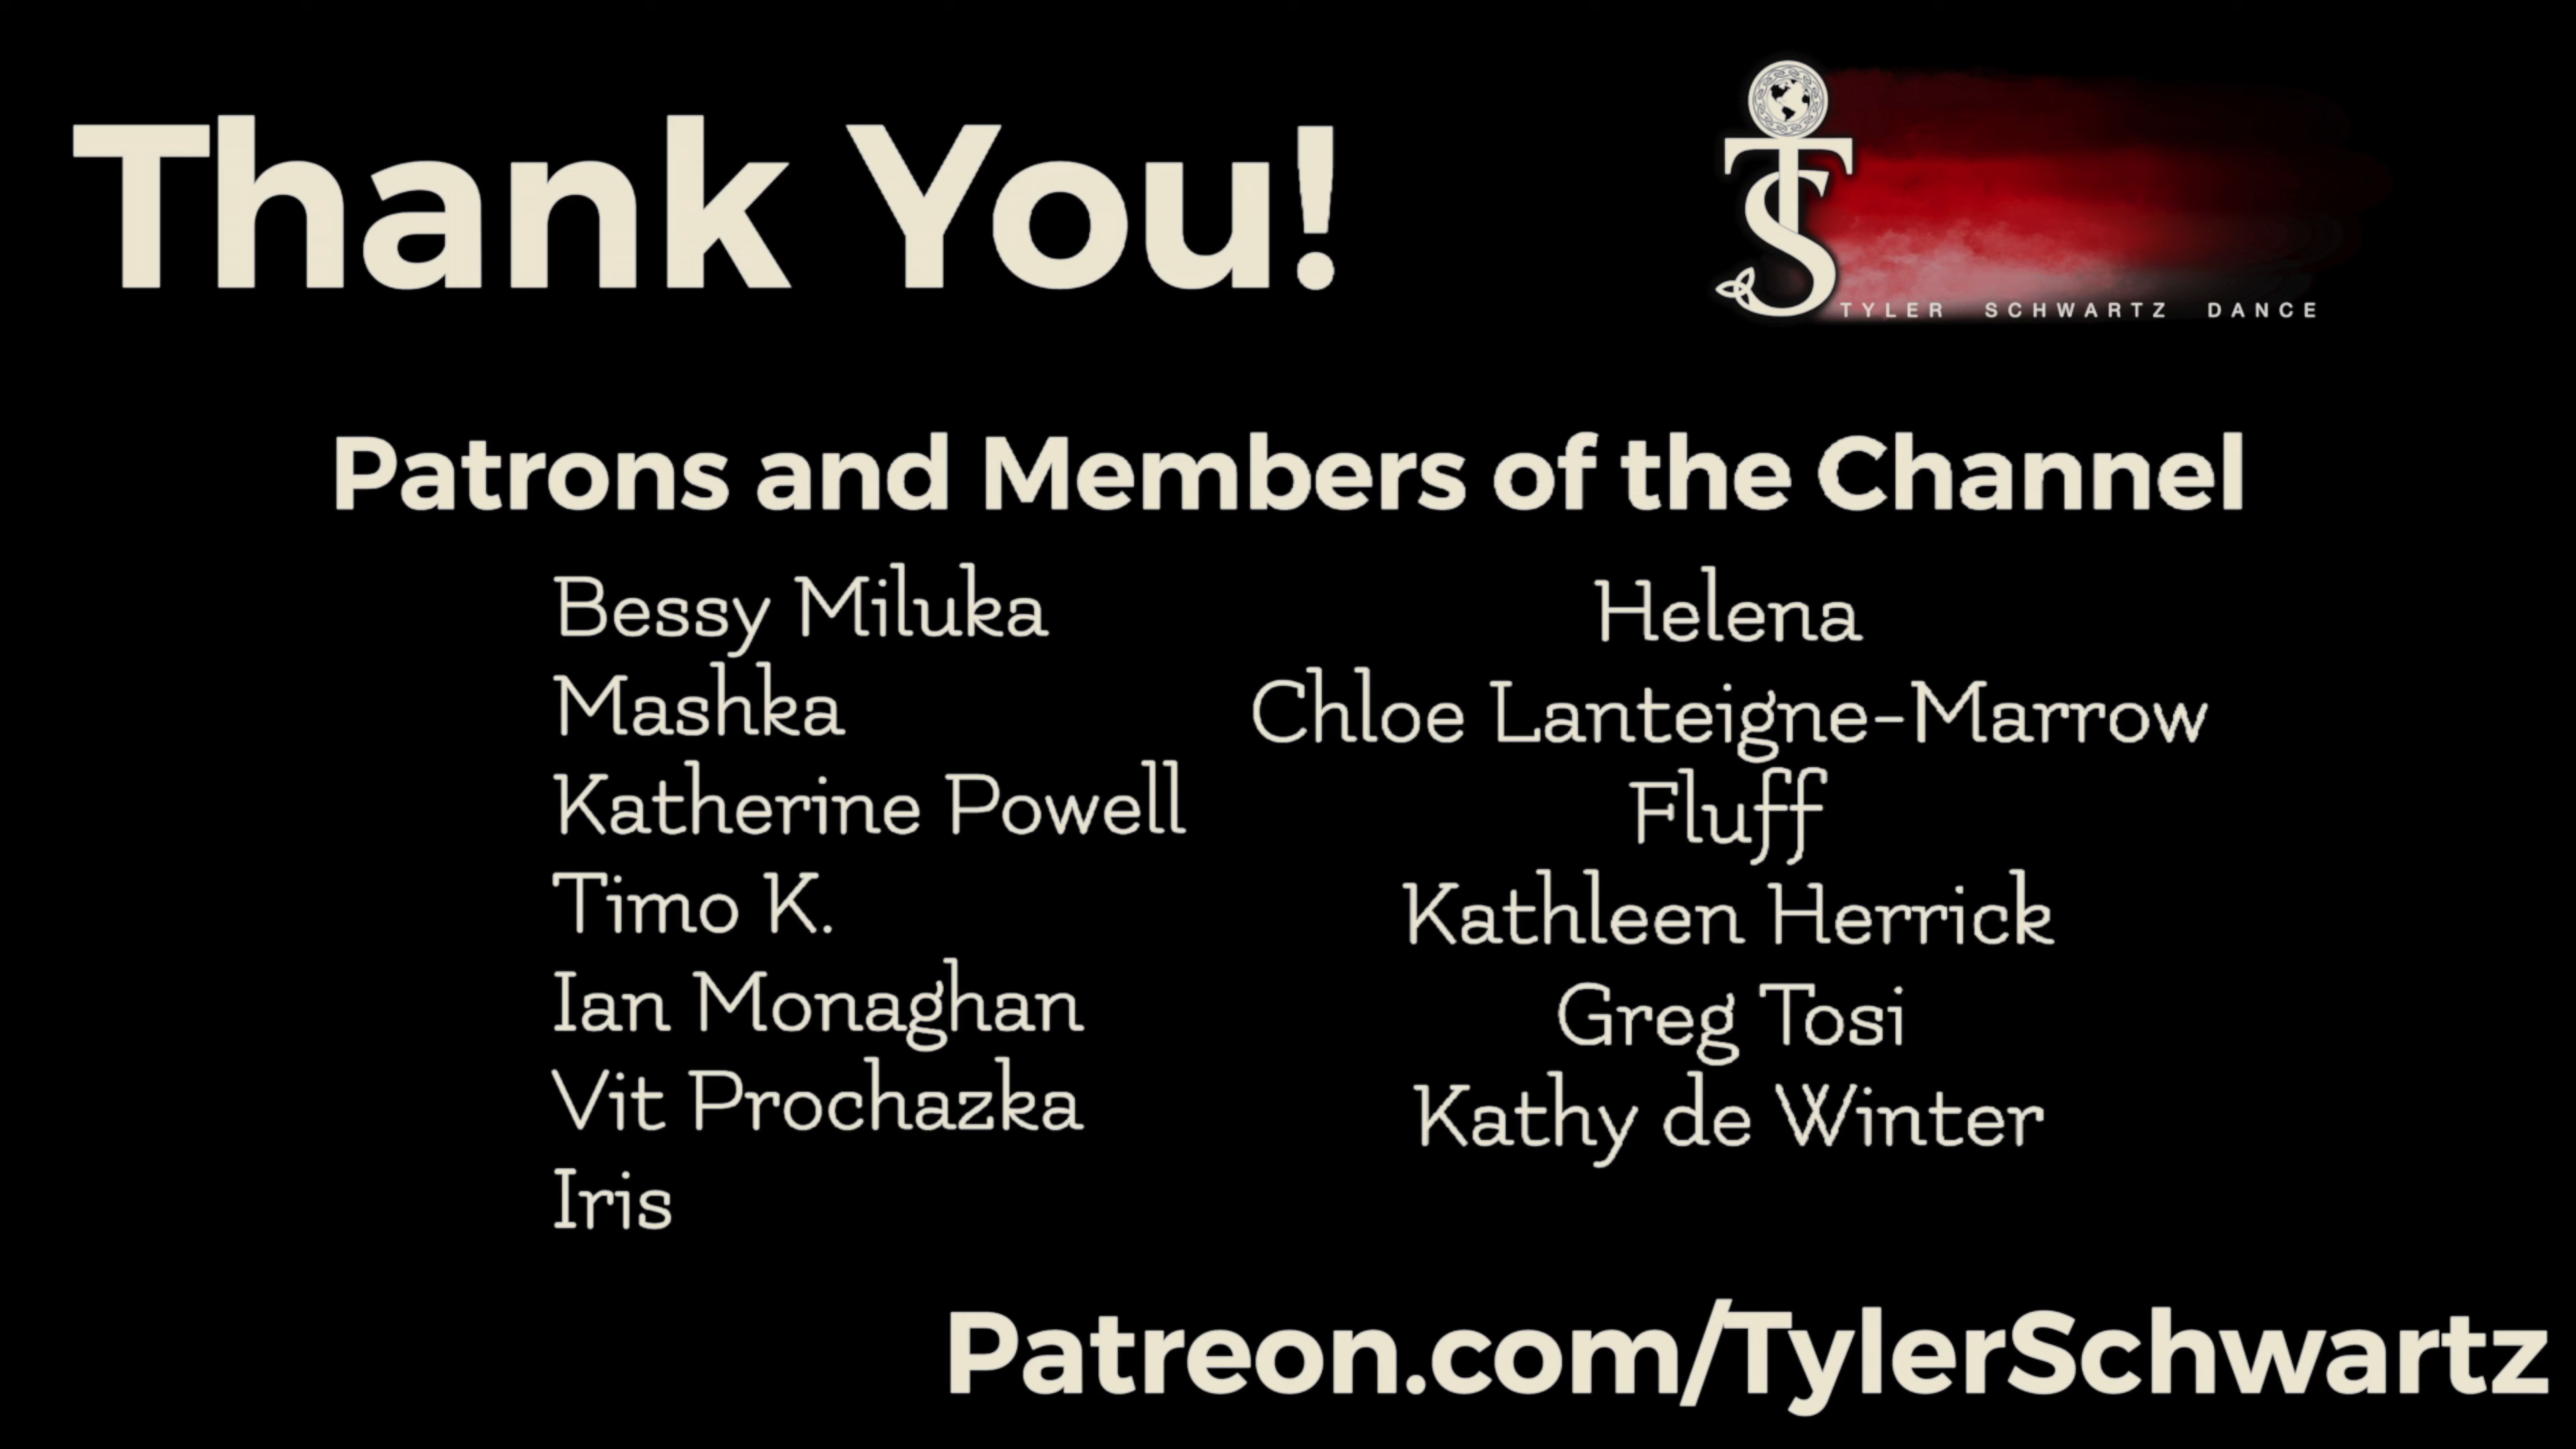 Thank You!
TS
TYLER SCHWARTZ DANCE
Patrons and Members of the Channel
Bessy Miluka
Mashka
Katherine Powell
Timo K.
Ian Monaghan
Vit Prochazka
Iris
Helena
Chloe Lanteigne-Marrow
Fluff
Kathleen Herrick
Greg Tosi
Kathy de Winter
Patreon.com/TylerSchwartz